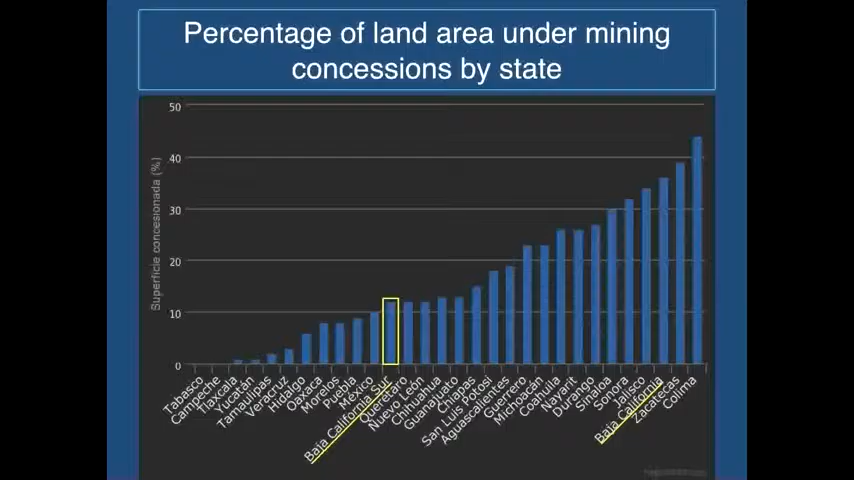 Percentage of land area under mining
concessions by state
Superficie concesionada (%)
50
40
30
20
10
0
Tabasco
Campeche
Tlaxcala
Yucatán
Tamaulipas
Veracruz
Hidalgo
Oaxaca
Morelos
Puebla
México
Baja California Sur
Querétaro
Nuevo León
Chihuahua
Guanajuato
Chiapas
San Luis Potosí
Aguascalientes
Guerrero
Michoacán
Coahuila
Nayarit
Durango
Sinaloa
Sonora
Jalisco
Baja California
Zacatecas
Colima